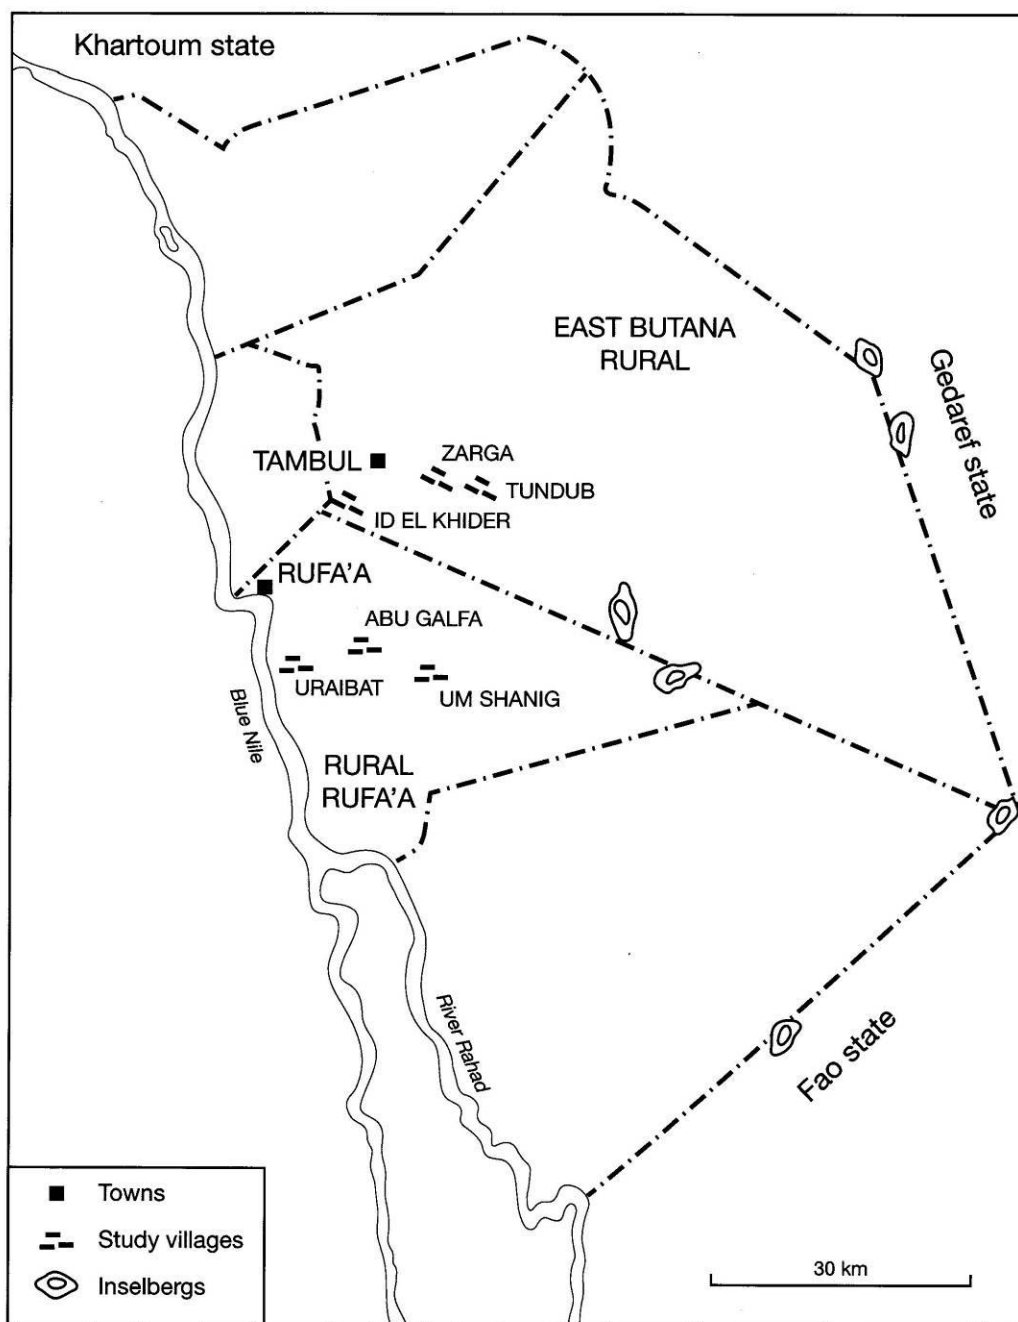 Khartoum state
EAST BUTANA
RURAL
Gedaref state
ZARGA
TAMBUL
TUNDUB
ID EL KHIDER
RUFA'A
ABU GALFA
URAIBAT
UM SHANIG
Blue Nile
RURAL
RUFA'A
River Rahad
Fao state
Towns
Study villages
Inselbergs
30 km